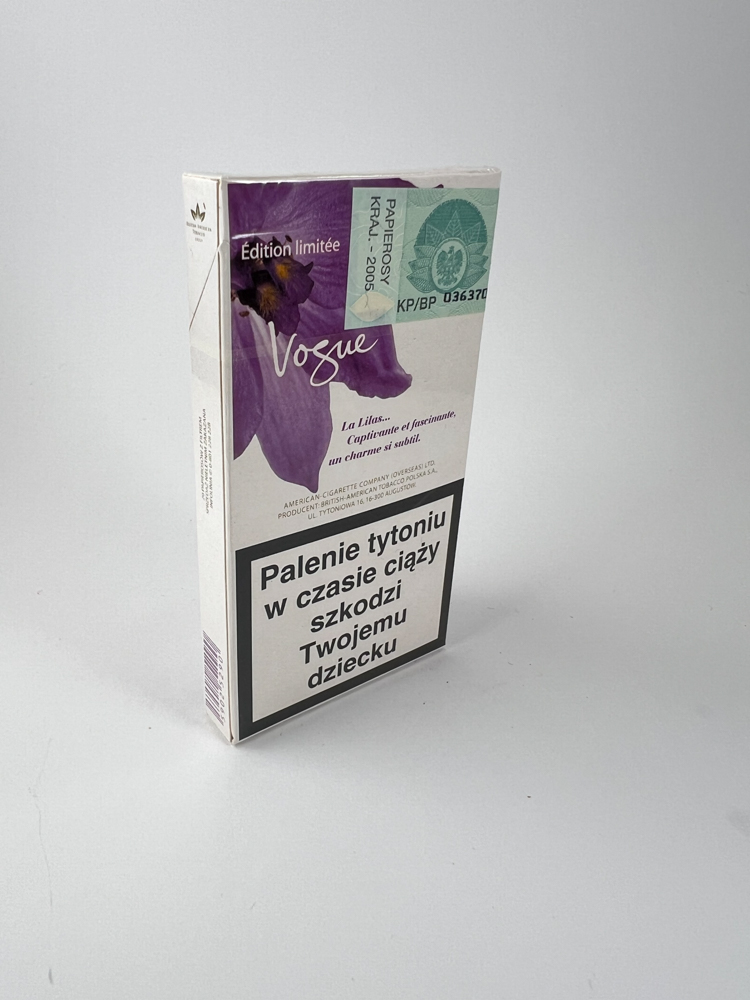 Édition limitée
PAPIEROSY
KRAJ. - 2005
KP/BP 036370
Vogue
La Lilas...
Captivante et fascinante,
un charme si subtil.
AMERICAN-CIGARETTE COMPANY (OVERSEAS) LTD.
PRODUCENT: BRITISH-AMERICAN TOBACCO POLSKA S.A.,
UL. TYTONIOWA 16, 16-300 AUGUSTÓW.
Palenie tytoniu
w czasie ciąży
szkodzi
Twojemu
dziecku